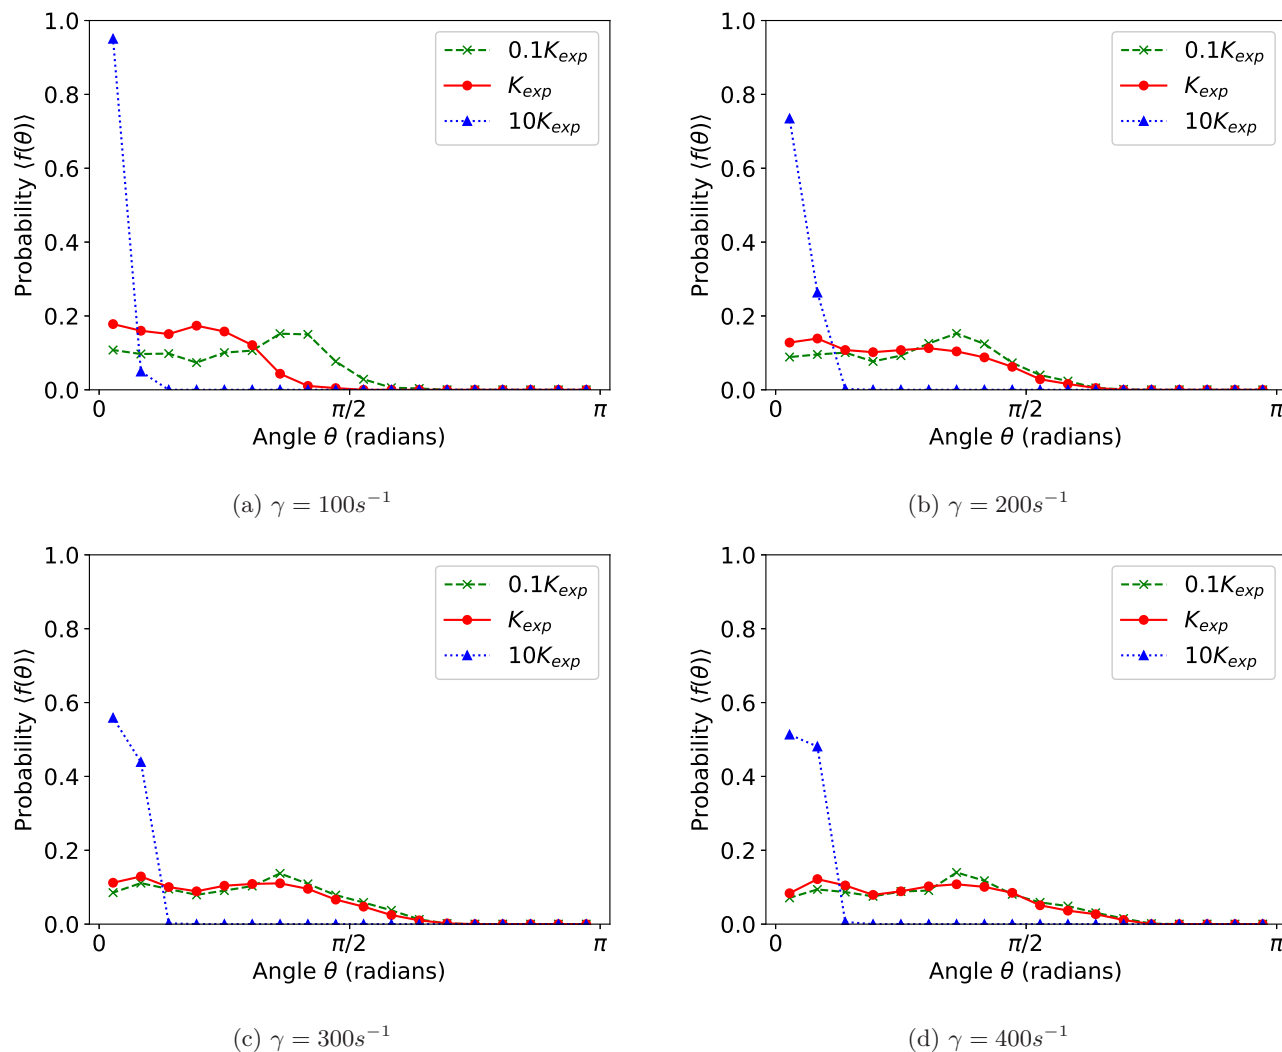 1.0
0.8
0.6
0.4
0.2
0.0
Probability ⟨f(θ)⟩
0.1K_exp
K_exp
10K_exp
0 π/2 π
Angle θ (radians)
(a) γ = 100s⁻¹
1.0
0.8
0.6
0.4
0.2
0.0
Probability ⟨f(θ)⟩
0.1K_exp
K_exp
10K_exp
0 π/2 π
Angle θ (radians)
(b) γ = 200s⁻¹
1.0
0.8
0.6
0.4
0.2
0.0
Probability ⟨f(θ)⟩
0.1K_exp
K_exp
10K_exp
0 π/2 π
Angle θ (radians)
(c) γ = 300s⁻¹
1.0
0.8
0.6
0.4
0.2
0.0
Probability ⟨f(θ)⟩
0.1K_exp
K_exp
10K_exp
0 π/2 π
Angle θ (radians)
(d) γ = 400s⁻¹